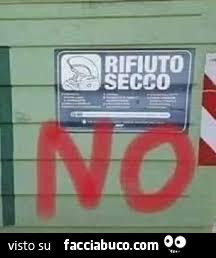 RIFIUTO
SECCO
NO
visto su facciabuco.com